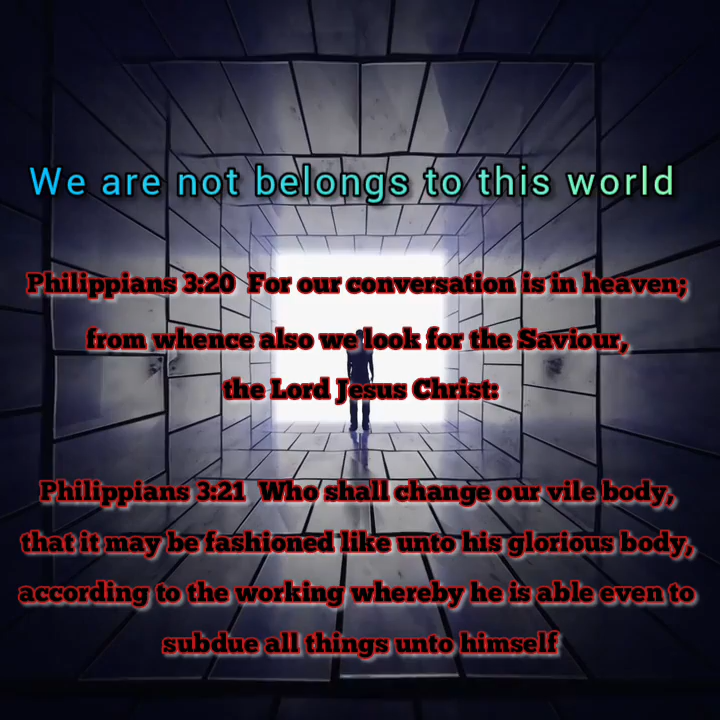 We are not belongs to this world
Philippians 3:20  For our conversation is in heaven;
from whence also we look for the Saviour,
the Lord Jesus Christ:
Philippians 3:21  Who shall change our vile body,
that it may be fashioned like unto his glorious body,
according to the working whereby he is able even to
subdue all things unto himself